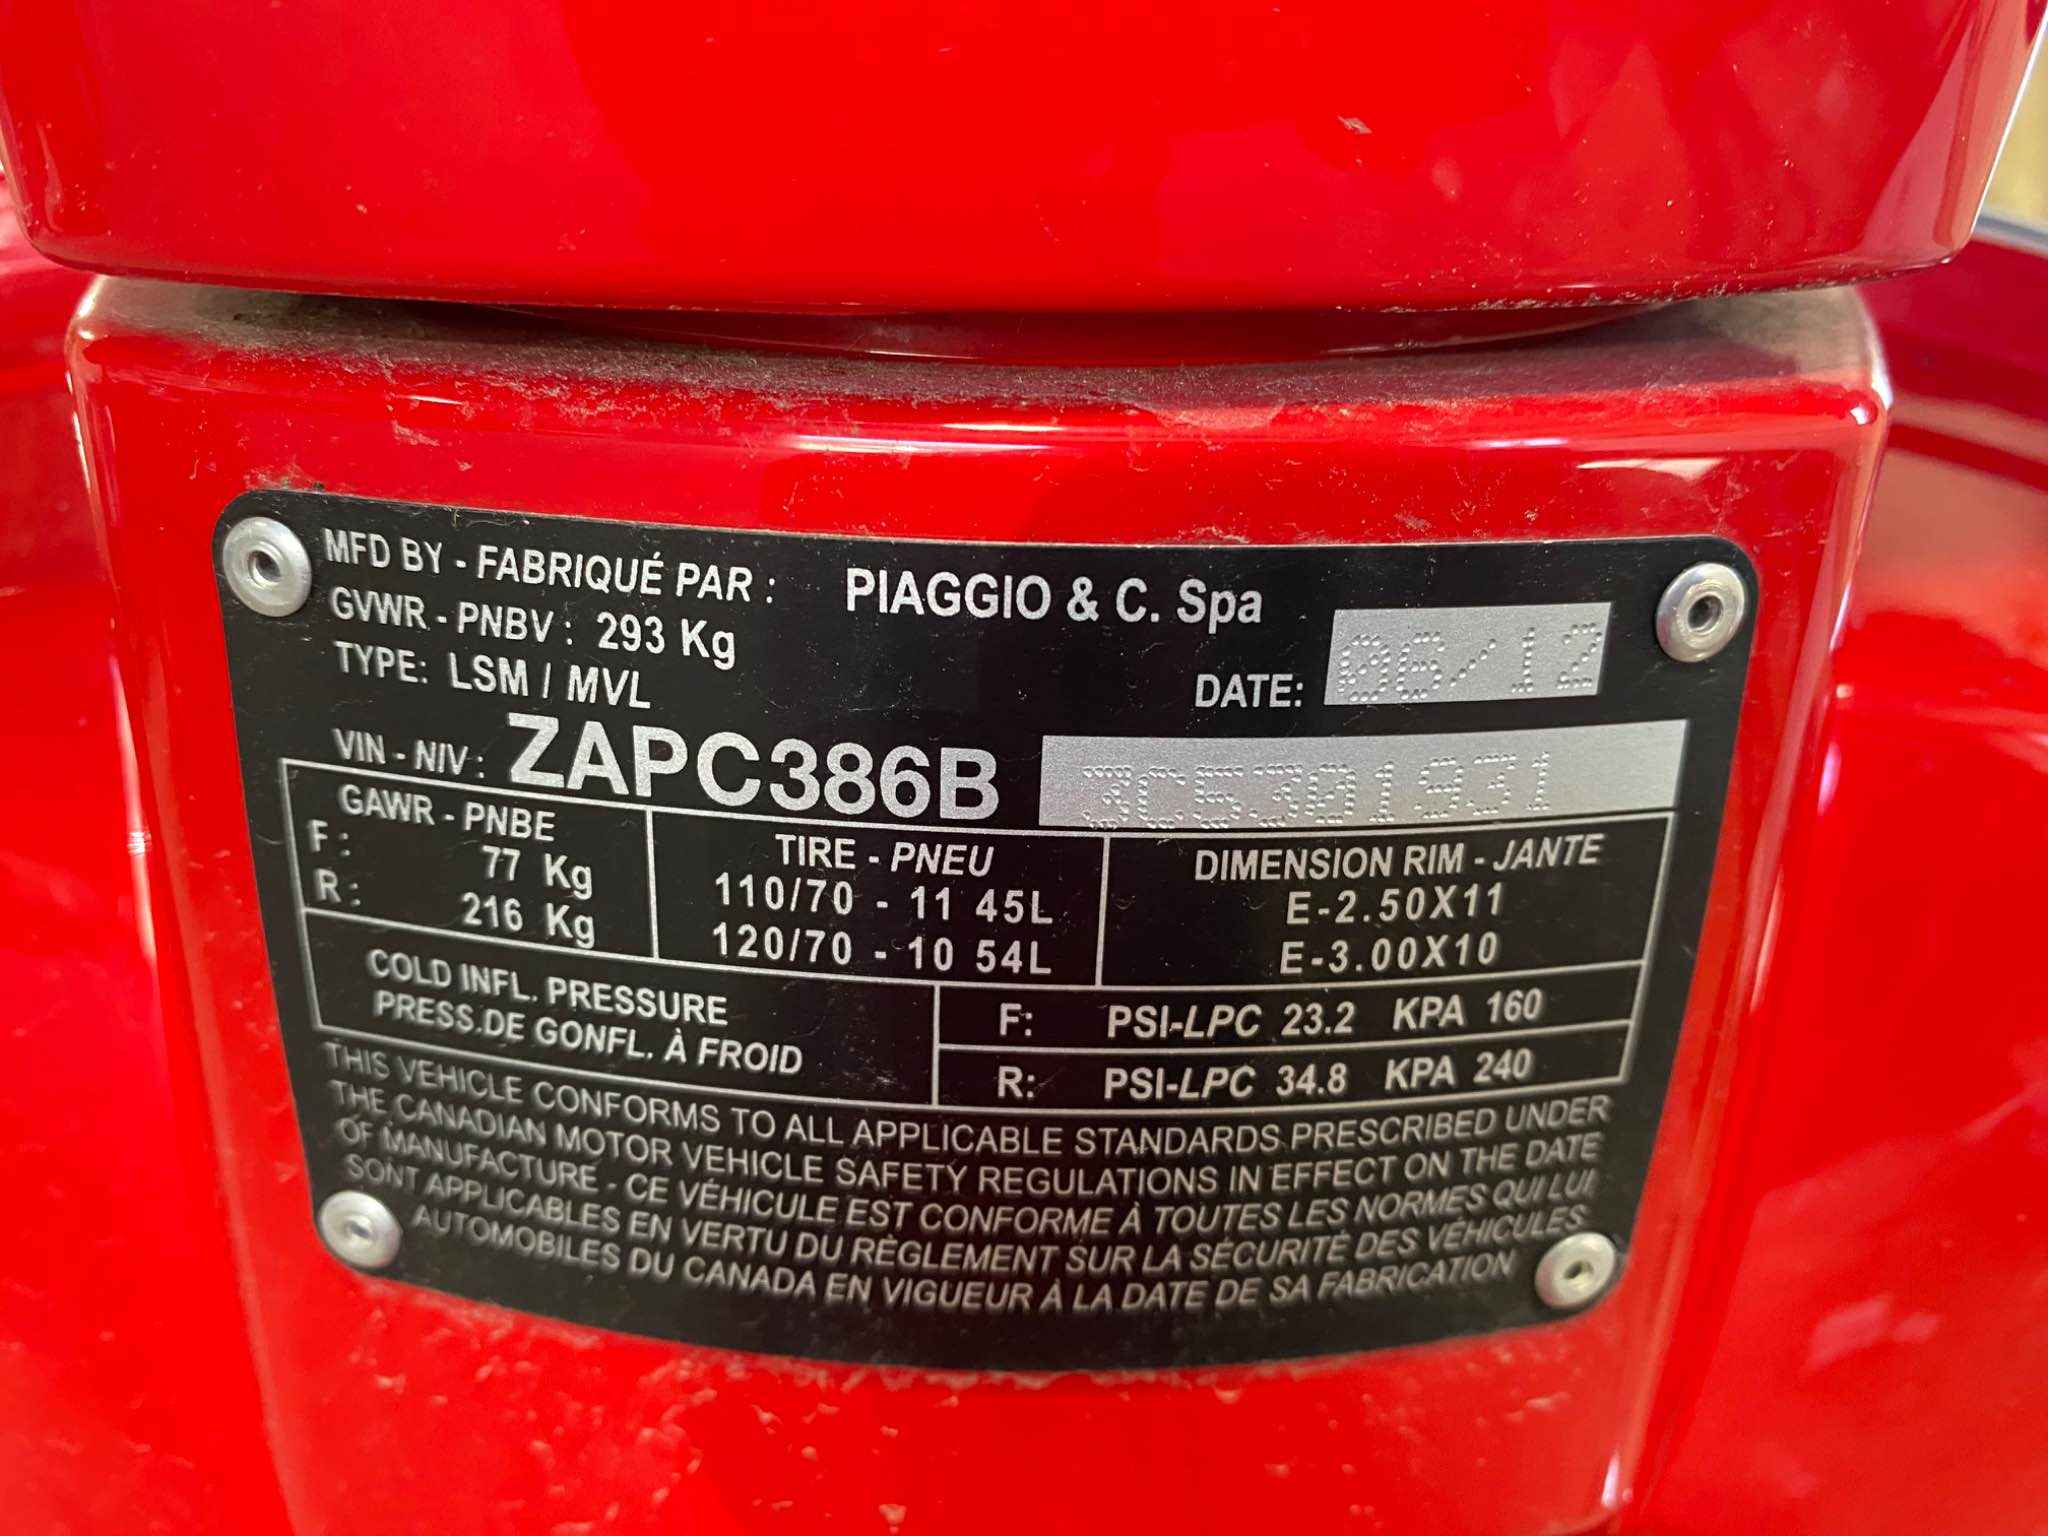 MFD BY - FABRIQUÉ PAR : PIAGGIO & C. Spa
GVWR - PNBV : 293 Kg
TYPE: LSM / MVL
DATE: 06/12
VIN - NIV : ZAPC386B 3C5301931
GAWR - PNBE
F : 77 Kg
R : 216 Kg
TIRE - PNEU
110/70 - 11 45L
120/70 - 10 54L
DIMENSION RIM - JANTE
E-2.50X11
E-3.00X10
COLD INFL. PRESSURE
PRESS.DE GONFL. À FROID
F: PSI-LPC 23.2 KPA 160
R: PSI-LPC 34.8 KPA 240
THIS VEHICLE CONFORMS TO ALL APPLICABLE STANDARDS PRESCRIBED UNDER
THE CANADIAN MOTOR VEHICLE SAFETY REGULATIONS IN EFFECT ON THE DATE
OF MANUFACTURE - CE VÉHICULE EST CONFORME À TOUTES LES NORMES QUI LUI
SONT APPLICABLES EN VERTU DU RÈGLEMENT SUR LA SÉCURITÉ DES VÉHICULES
AUTOMOBILES DU CANADA EN VIGUEUR À LA DATE DE SA FABRICATION